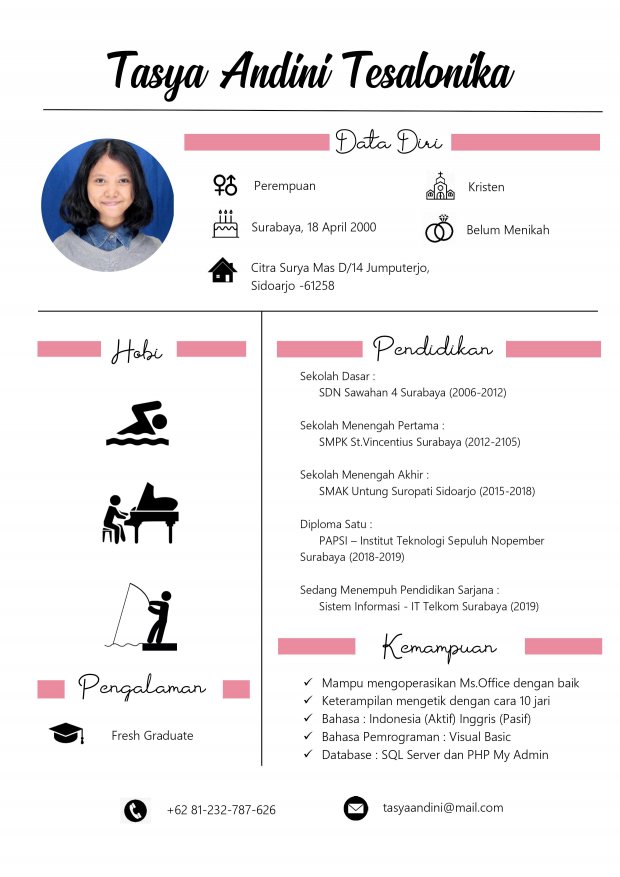 Tasya Andini Tesalonika
Data Diri
Perempuan
Kristen
Surabaya, 18 April 2000
Belum Menikah
Citra Surya Mas D/14 Jumputerjo,
Sidoarjo -61258
Hobi
Pengalaman
Fresh Graduate
Pendidikan
Sekolah Dasar :
SDN Sawahan 4 Surabaya (2006-2012)
Sekolah Menengah Pertama :
SMPK St.Vincentius Surabaya (2012-2105)
Sekolah Menengah Akhir :
SMAK Untung Suropati Sidoarjo (2015-2018)
Diploma Satu :
PAPSI – Institut Teknologi Sepuluh Nopember
Surabaya (2018-2019)
Sedang Menempuh Pendidikan Sarjana :
Sistem Informasi - IT Telkom Surabaya (2019)
Kemampuan
✓ Mampu mengoperasikan Ms.Office dengan baik
✓ Keterampilan mengetik dengan cara 10 jari
✓ Bahasa : Indonesia (Aktif) Inggris (Pasif)
✓ Bahasa Pemrograman : Visual Basic
✓ Database : SQL Server dan PHP My Admin
+62 81-232-787-626
tasyaandini@mail.com